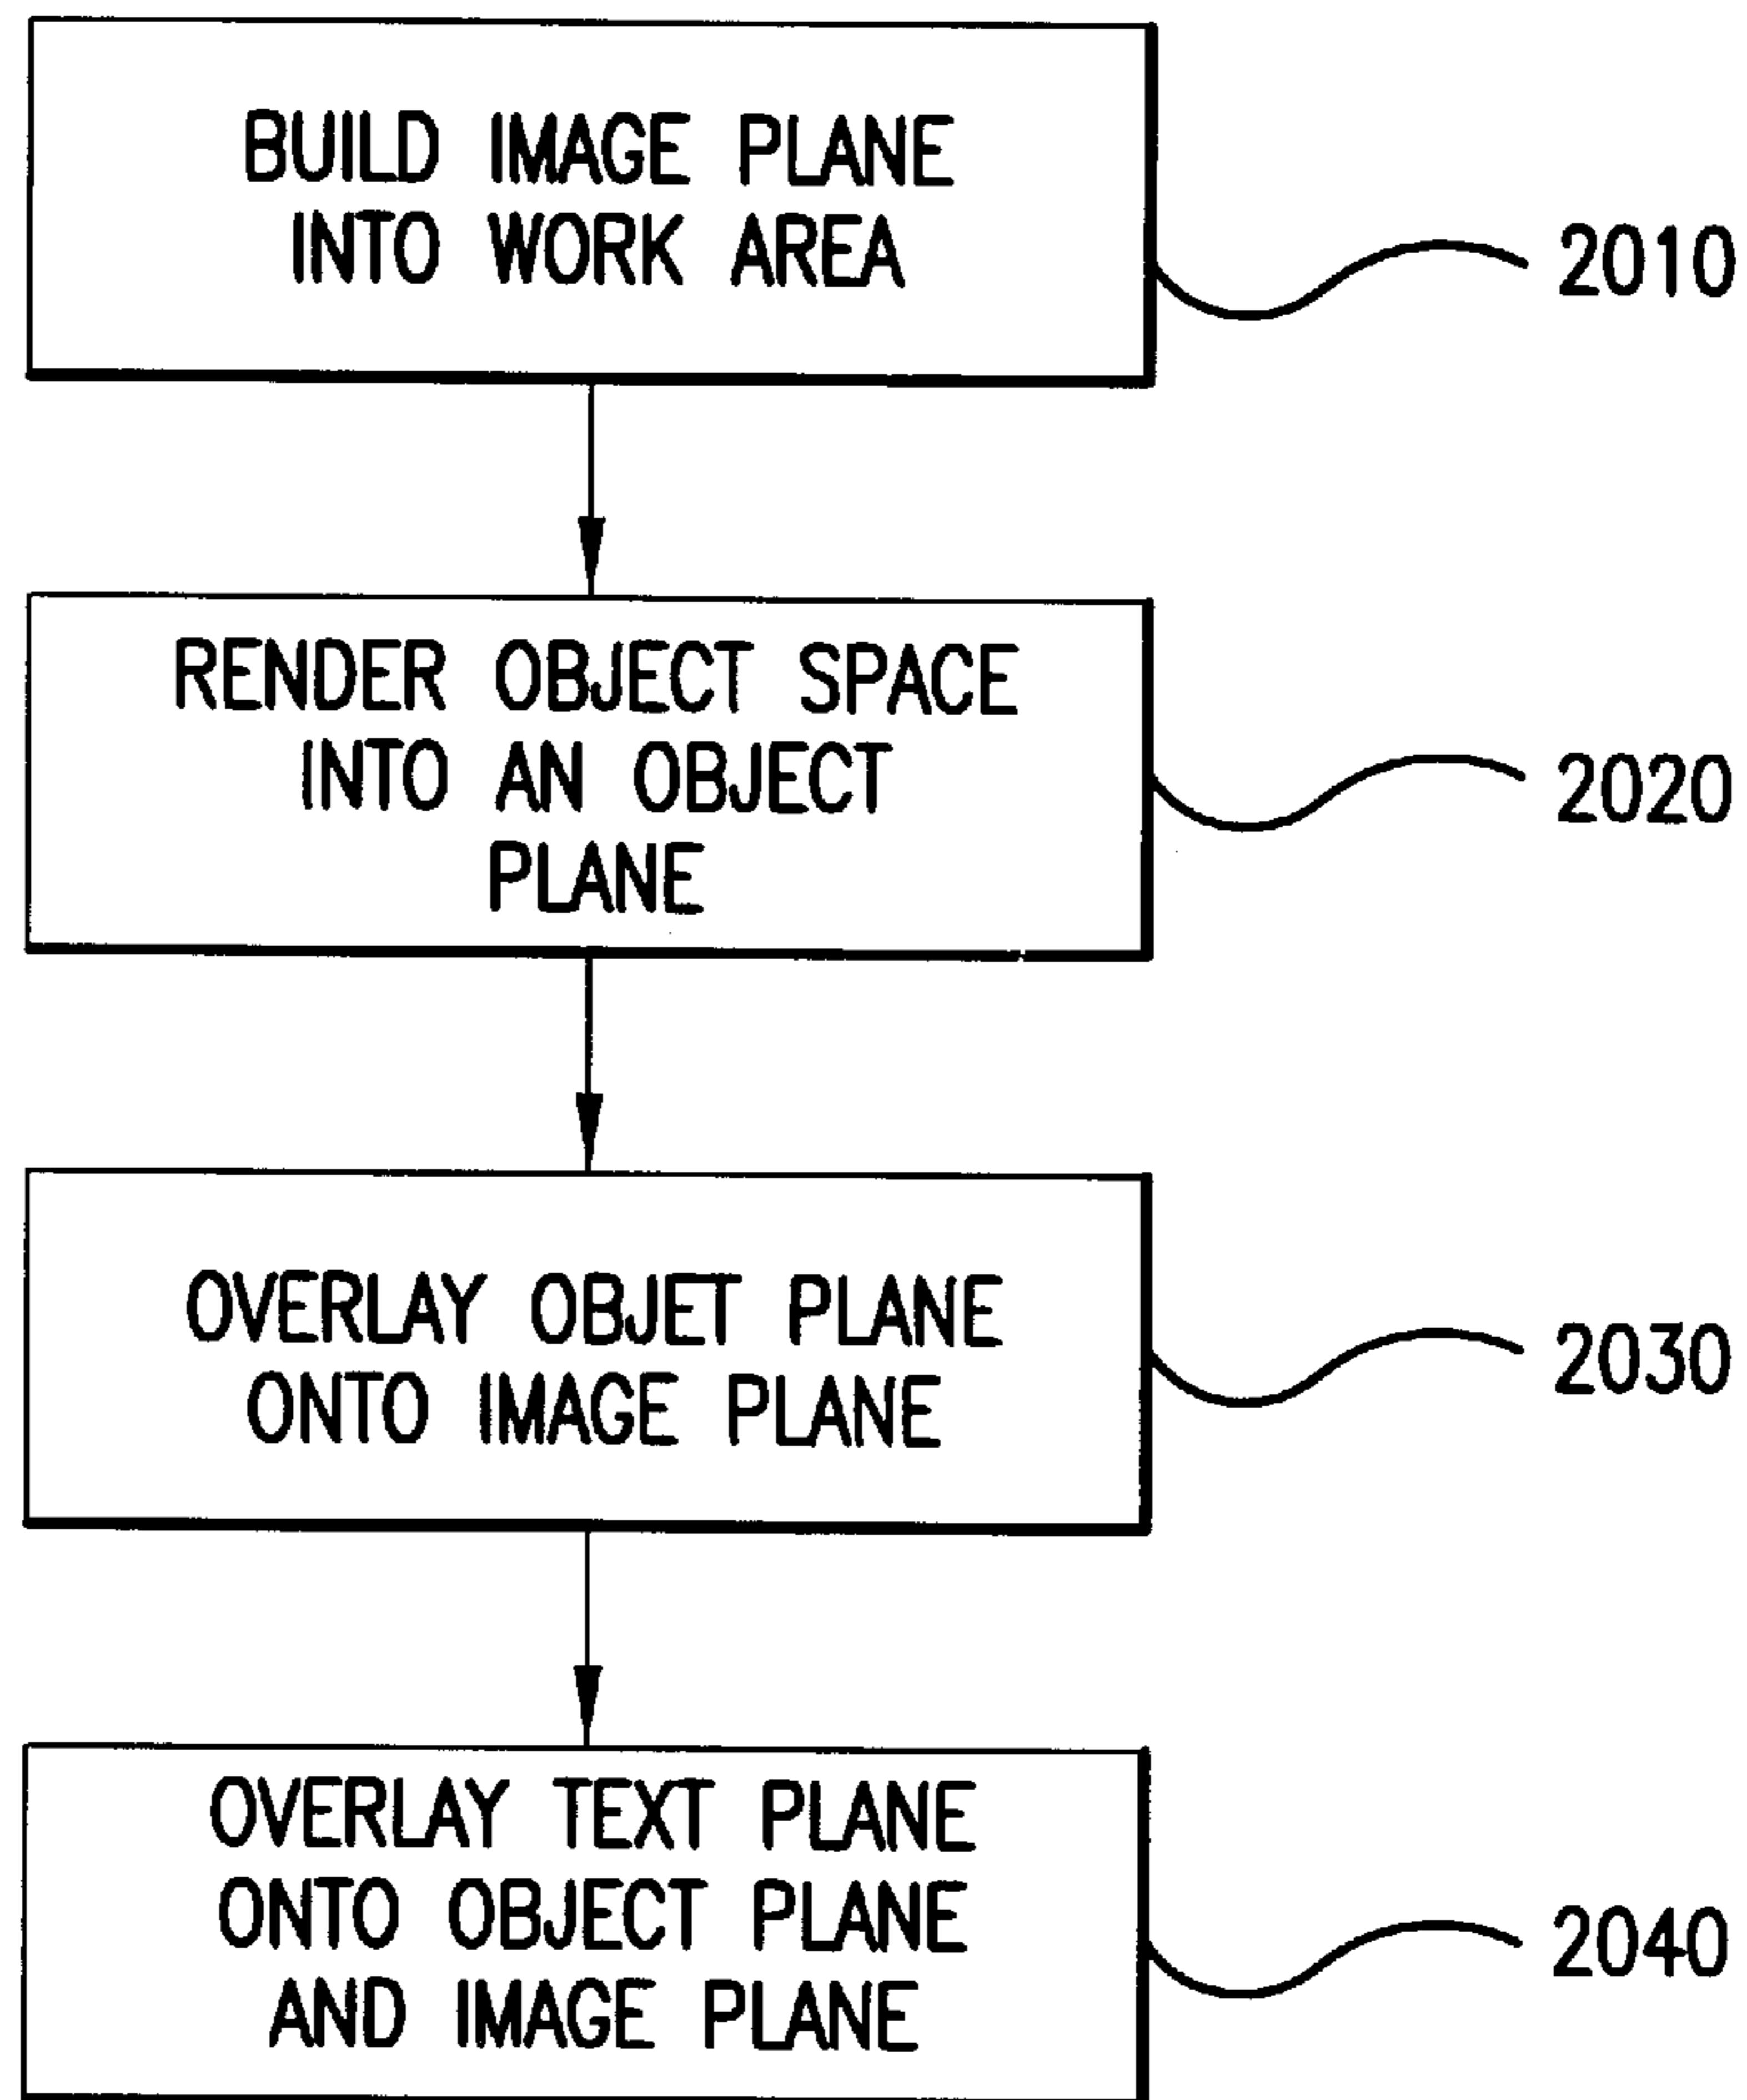 BUILD IMAGE PLANE
INTO WORK AREA
2010
RENDER OBJECT SPACE
INTO AN OBJECT
PLANE
2020
OVERLAY OBJET PLANE
ONTO IMAGE PLANE
2030
OVERLAY TEXT PLANE
ONTO OBJECT PLANE
AND IMAGE PLANE
2040